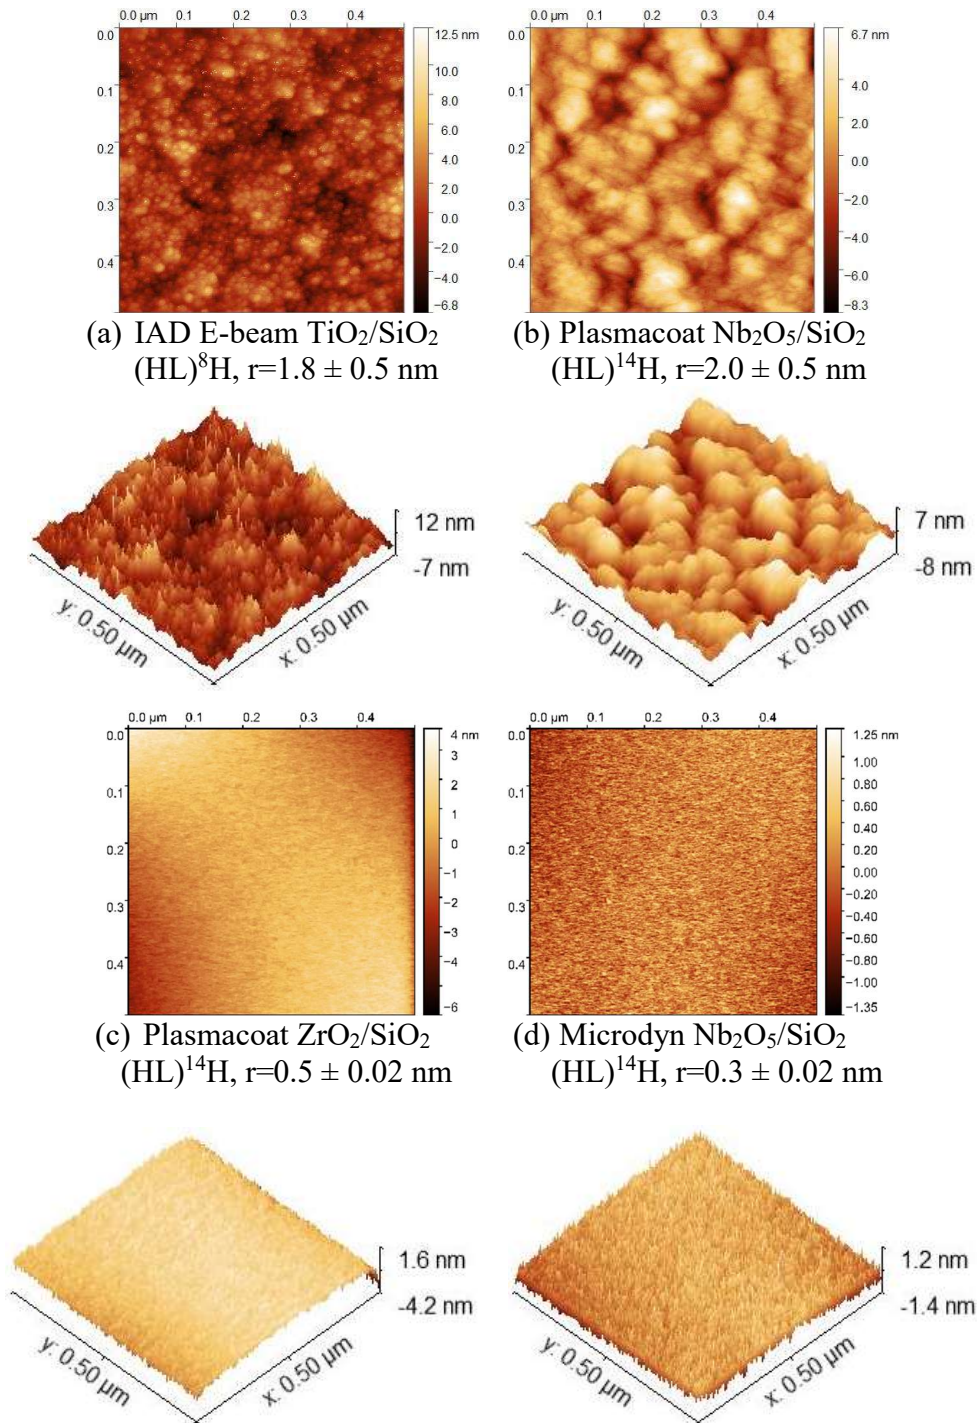 0.0 µm 0.1 0.2 0.3 0.4
0.0
0.1
0.2
0.3
0.4
12.5 nm
10.0
8.0
6.0
4.0
2.0
0.0
−2.0
−4.0
−6.8
0.0 µm 0.1 0.2 0.3 0.4
0.0
0.1
0.2
0.3
0.4
6.7 nm
4.0
2.0
0.0
−2.0
−4.0
−6.0
−8.3
(a) IAD E-beam TiO₂/SiO₂
(HL)⁸H, r=1.8 ± 0.5 nm
(b) Plasmacoat Nb₂O₅/SiO₂
(HL)¹⁴H, r=2.0 ± 0.5 nm
12 nm
-7 nm
y: 0.50 µm
x: 0.50 µm
7 nm
-8 nm
y: 0.50 µm
x: 0.50 µm
0.0 µm 0.1 0.2 0.3 0.4
0.0
0.1
0.2
0.3
0.4
4 nm
3
2
1
0
−1
−2
−3
−4
−6
0.0 µm 0.1 0.2 0.3 0.4
0.0
0.1
0.2
0.3
0.4
1.25 nm
1.00
0.80
0.60
0.40
0.20
0.00
−0.20
−0.40
−0.60
−0.80
−1.00
−1.35
(c) Plasmacoat ZrO₂/SiO₂
(HL)¹⁴H, r=0.5 ± 0.02 nm
(d) Microdyn Nb₂O₅/SiO₂
(HL)¹⁴H, r=0.3 ± 0.02 nm
1.6 nm
-4.2 nm
y: 0.50 µm
x: 0.50 µm
1.2 nm
-1.4 nm
y: 0.50 µm
x: 0.50 µm